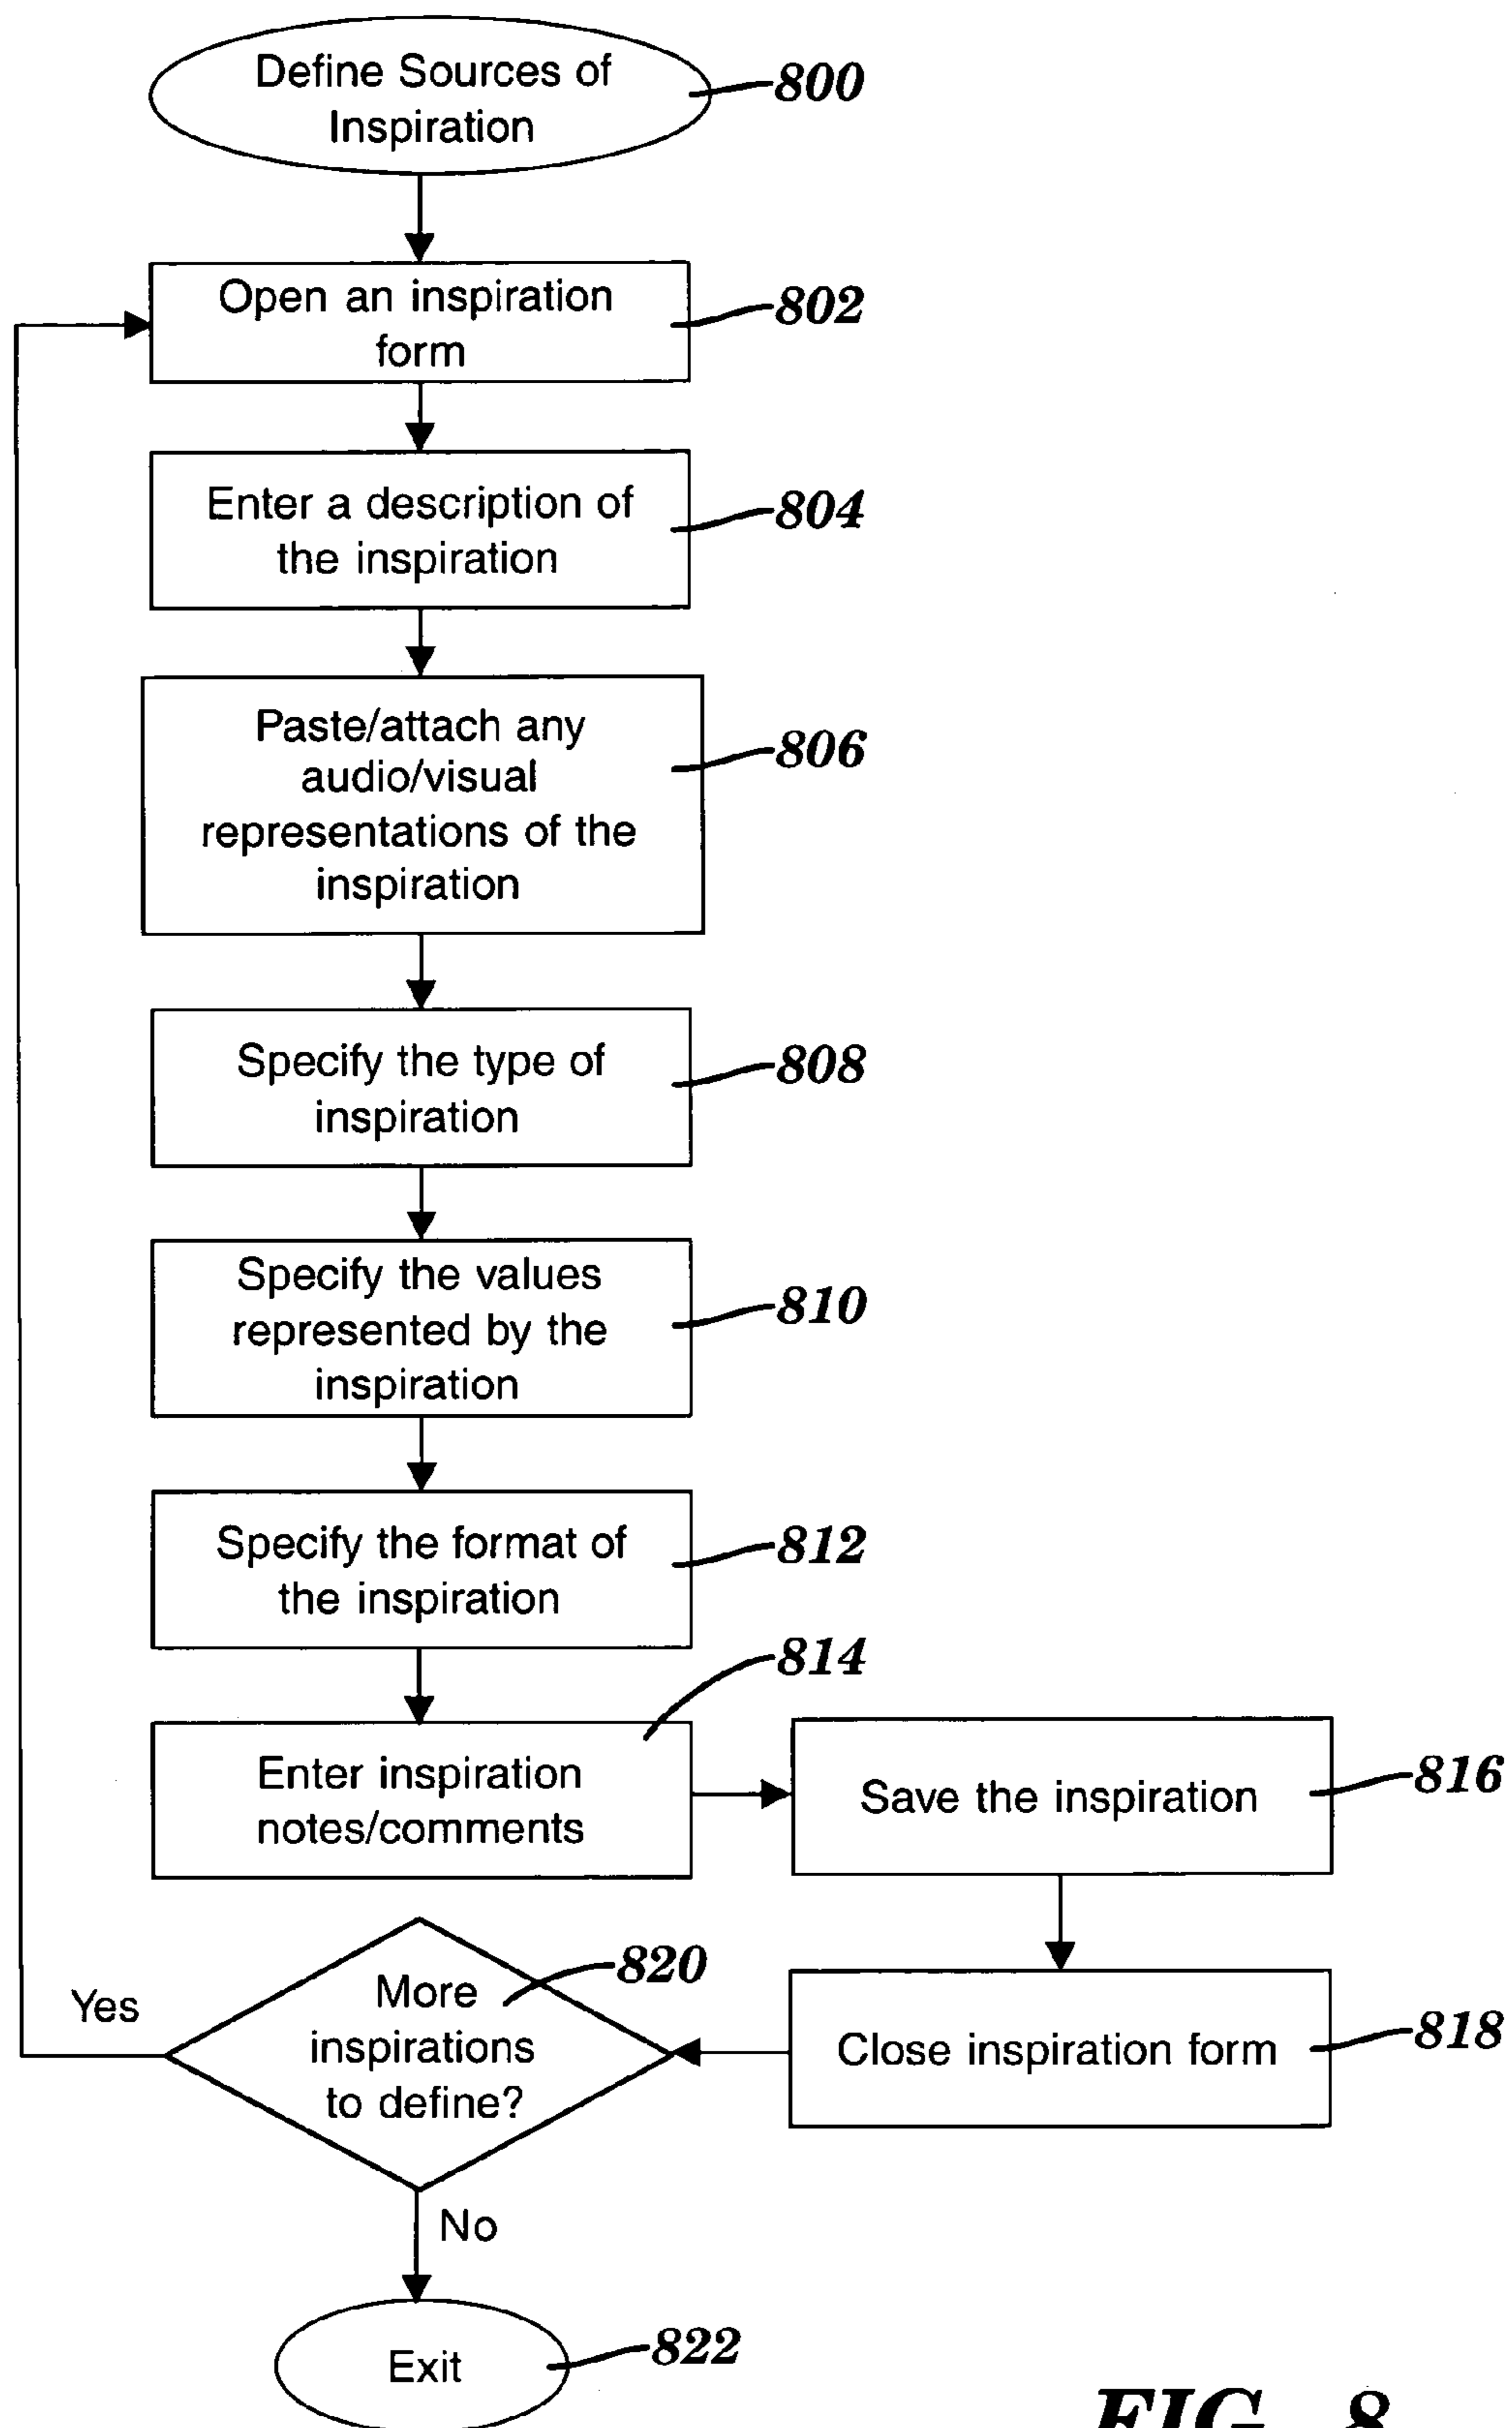 Define Sources of
Inspiration
800
Open an inspiration
form
802
Enter a description of
the inspiration
804
Paste/attach any
audio/visual
representations of the
inspiration
806
Specify the type of
inspiration
808
Specify the values
represented by the
inspiration
810
Specify the format of
the inspiration
812
814
Enter inspiration
notes/comments
Save the inspiration
816
820
More
inspirations
to define?
Yes
Close inspiration form
818
No
Exit
822
FIG. 8